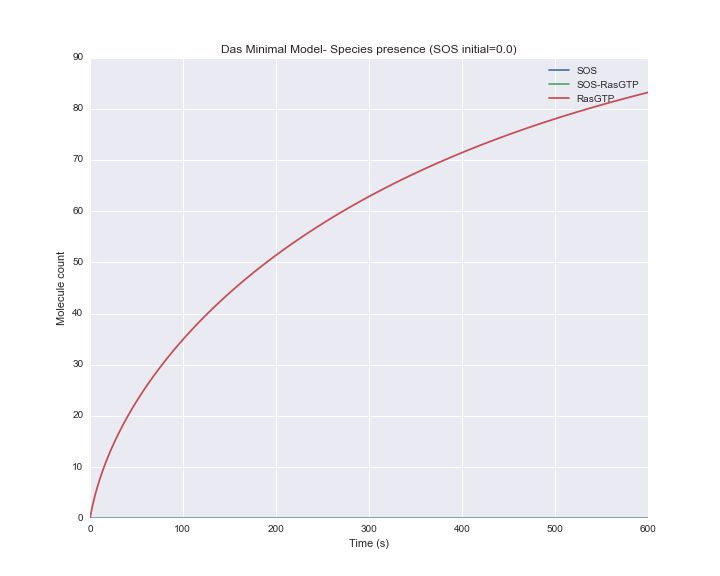 Das Minimal Model- Species presence (SOS initial=0.0)
90
80
70
60
50
40
30
20
10
0
Molecule count
SOS
SOS-RasGTP
RasGTP
0 100 200 300 400 500 600
Time (s)